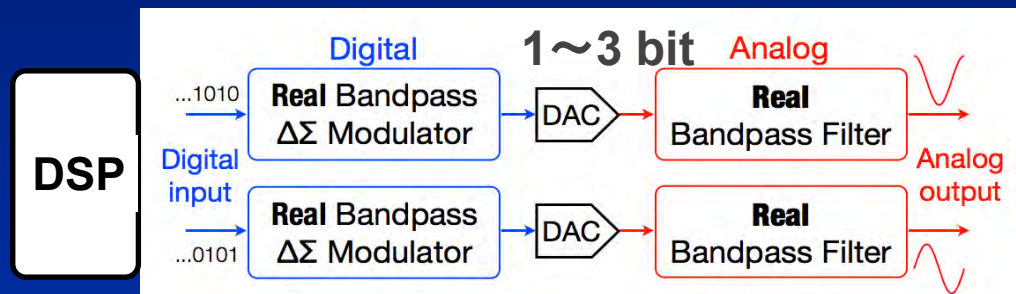 DSP
Digital
1～3 bit
Analog
...1010
Real Bandpass
ΔΣ Modulator
DAC
Real
Bandpass Filter
Digital
input
Analog
output
...0101
Real Bandpass
ΔΣ Modulator
DAC
Real
Bandpass Filter